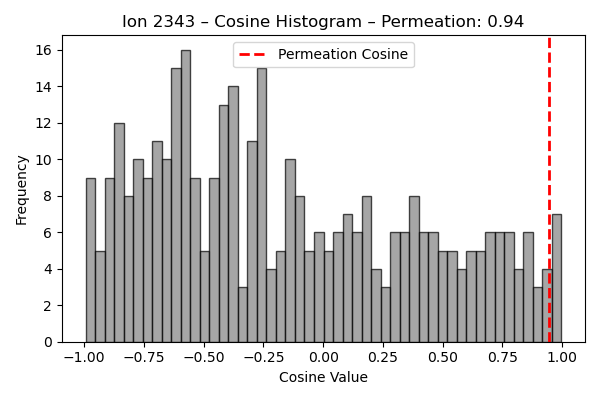 Ion 2343 – Cosine Histogram – Permeation: 0.94
Permeation Cosine
Frequency
16
14
12
10
8
6
4
2
0
−1.00 −0.75 −0.50 −0.25 0.00 0.25 0.50 0.75 1.00
Cosine Value